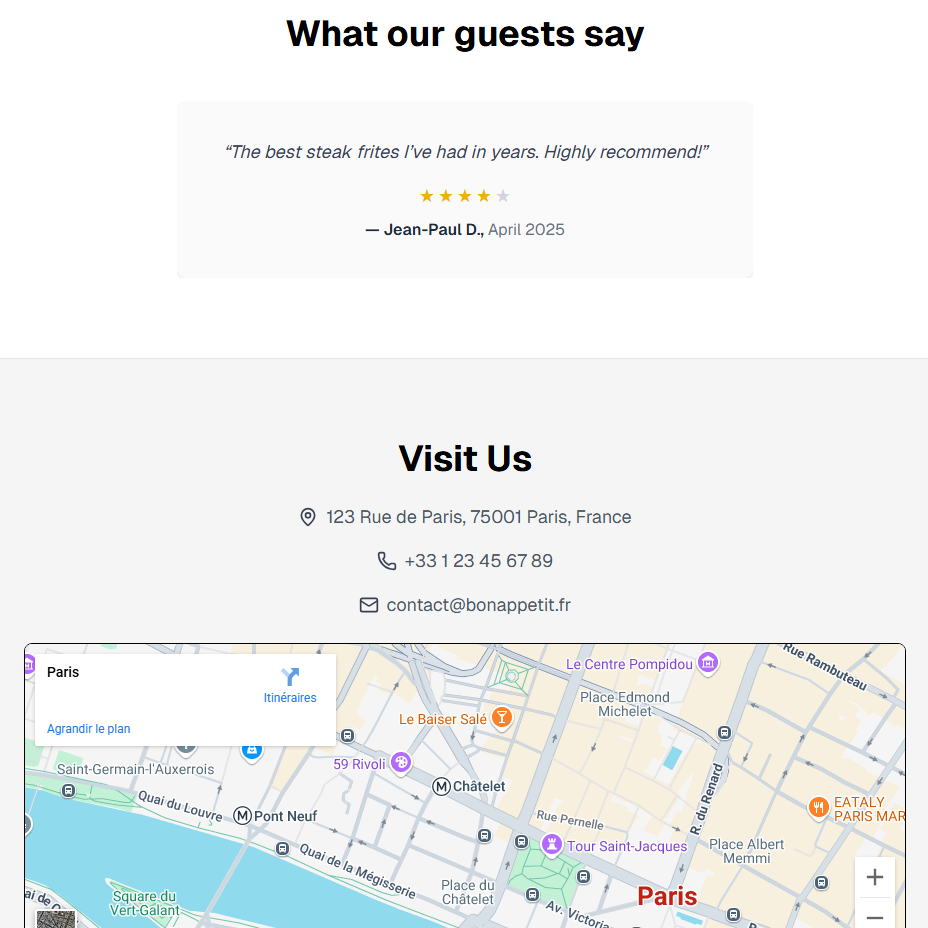 What our guests say
“The best steak frites I’ve had in years. Highly recommend!”
— Jean-Paul D., April 2025
Visit Us
123 Rue de Paris, 75001 Paris, France
+33 1 23 45 67 89
contact@bonappetit.fr
Paris
Itinéraires
Agrandir le plan
Le Centre Pompidou
Rue Rambuteau
Place Edmond
Michelet
Le Baiser Salé
59 Rivoli
Saint-Germain-l'Auxerrois
Châtelet
Quai du Louvre
Pont Neuf
R. du Renard
EATALY
PARIS MAR
Rue Pernelle
Tour Saint-Jacques
Place Albert
Memmi
Quai de la Mégisserie
Place du
Châtelet
Square du
Vert-Galant
Paris
Av. Victoria